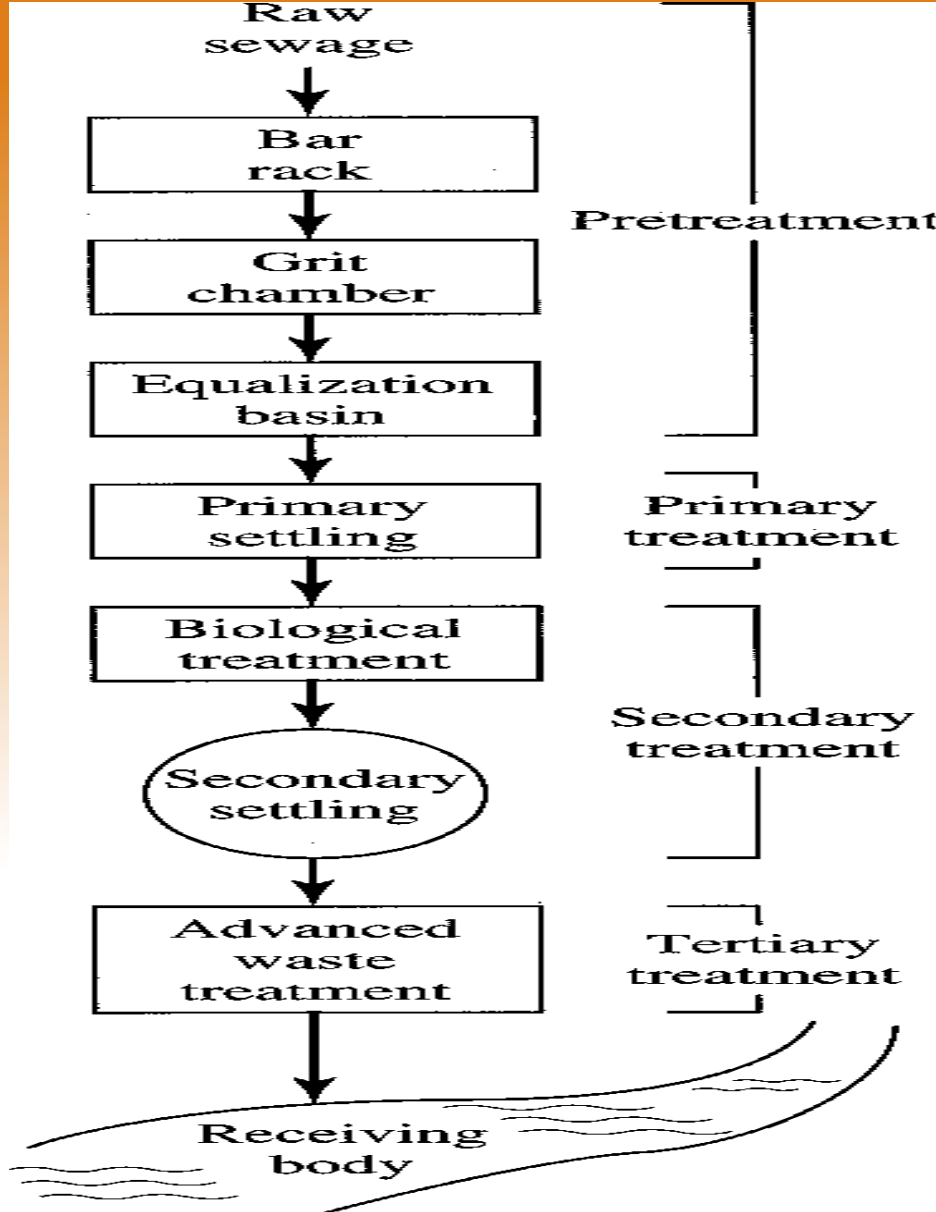 Raw
sewage
Bar
rack
Pretreatment
Grit
chamber
Equalization
basin
Primary
settling
Primary
treatment
Biological
treatment
Secondary
settling
Secondary
treatment
Advanced
waste
treatment
Tertiary
treatment
Receiving
body